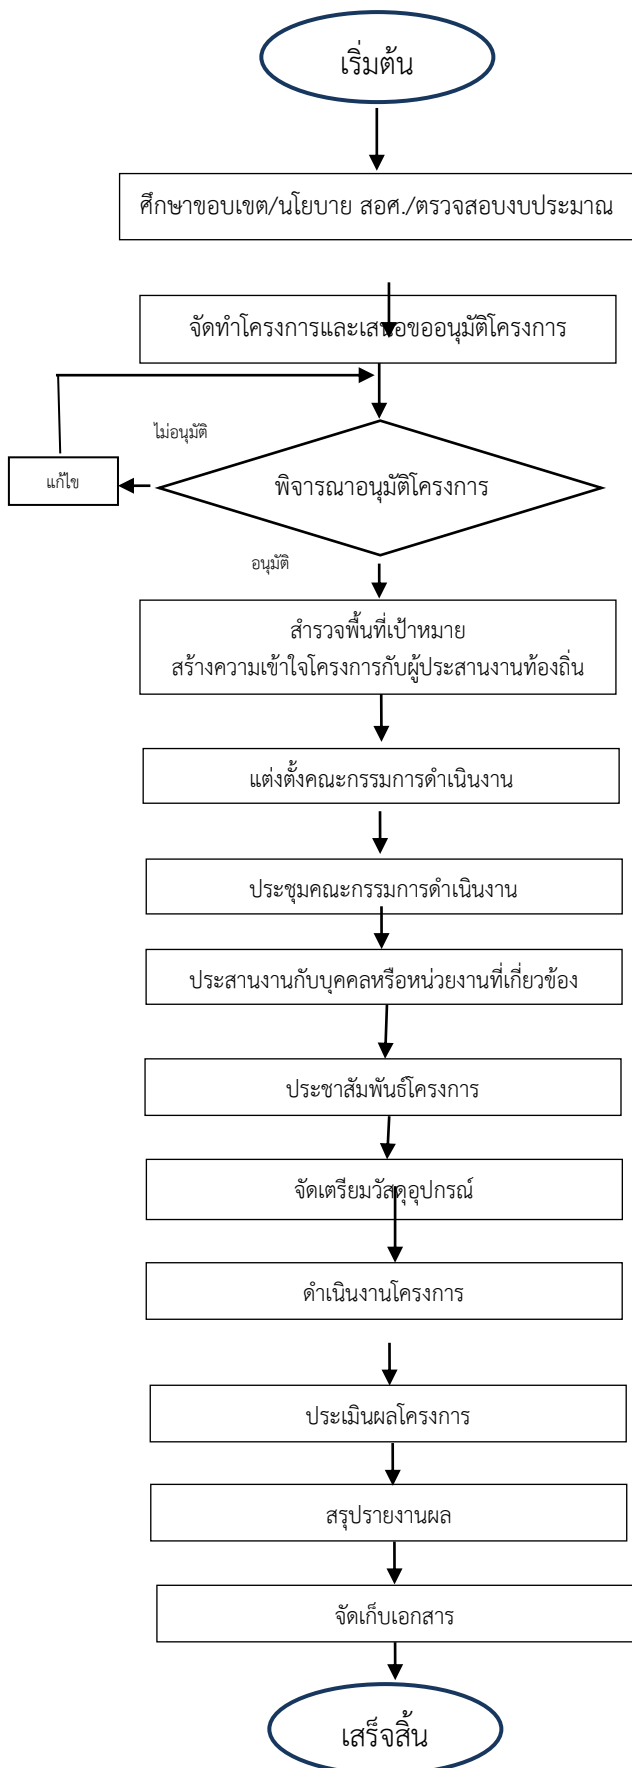 เริ่มต้น
ศึกษาขอบเขต/นโยบาย สอศ./ตรวจสอบงบประมาณ
จัดทำโครงการและเสนอขออนุมัติโครงการ
ไม่อนุมัติ
แก้ไข
พิจารณาอนุมัติโครงการ
อนุมัติ
สำรวจพื้นที่เป้าหมาย
สร้างความเข้าใจโครงการกับผู้ประสานงานท้องถิ่น
แต่งตั้งคณะกรรมการดำเนินงาน
ประชุมคณะกรรมการดำเนินงาน
ประสานงานกับบุคคลหรือหน่วยงานที่เกี่ยวข้อง
ประชาสัมพันธ์โครงการ
จัดเตรียมวัสดุอุปกรณ์
ดำเนินงานโครงการ
ประเมินผลโครงการ
สรุปรายงานผล
จัดเก็บเอกสาร
เสร็จสิ้น